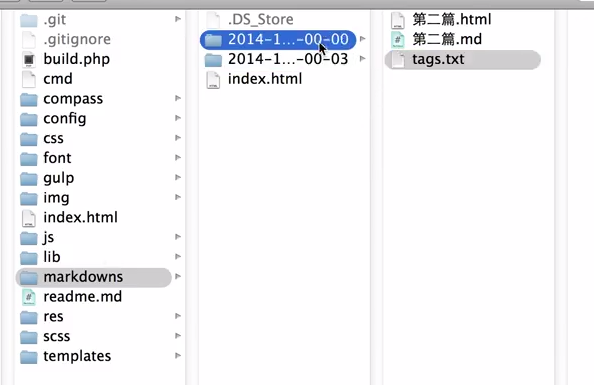 .git
.gitignore
build.php
cmd
compass
config
css
font
gulp
img
index.html
js
lib
markdowns
readme.md
res
scss
templates
.DS_Store
2014-1...-00-00
2014-1...-00-03
index.html
第二篇.html
第二篇.md
tags.txt